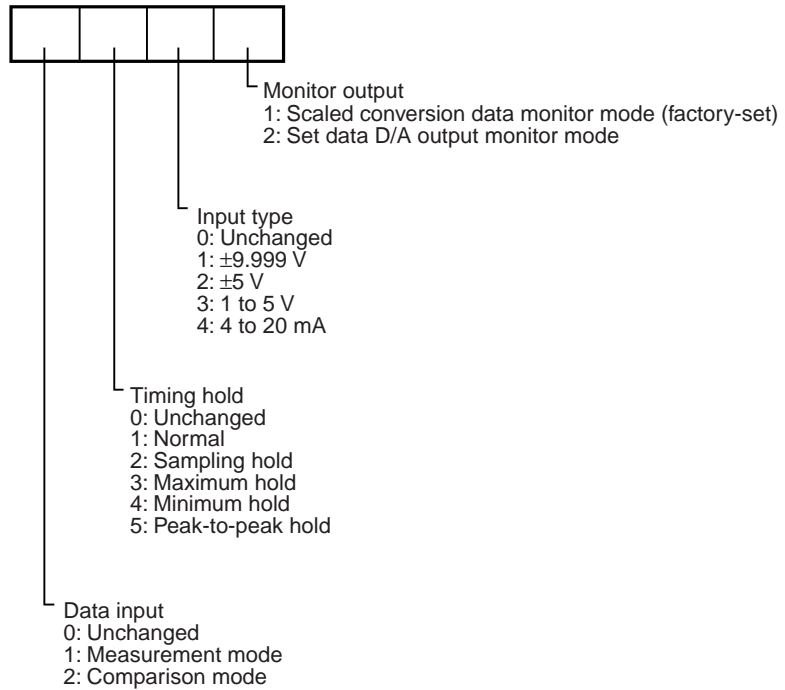 Monitor output
1: Scaled conversion data monitor mode (factory-set)
2: Set data D/A output monitor mode
Input type
0: Unchanged
1: ±9.999 V
2: ±5 V
3: 1 to 5 V
4: 4 to 20 mA
Timing hold
0: Unchanged
1: Normal
2: Sampling hold
3: Maximum hold
4: Minimum hold
5: Peak-to-peak hold
Data input
0: Unchanged
1: Measurement mode
2: Comparison mode